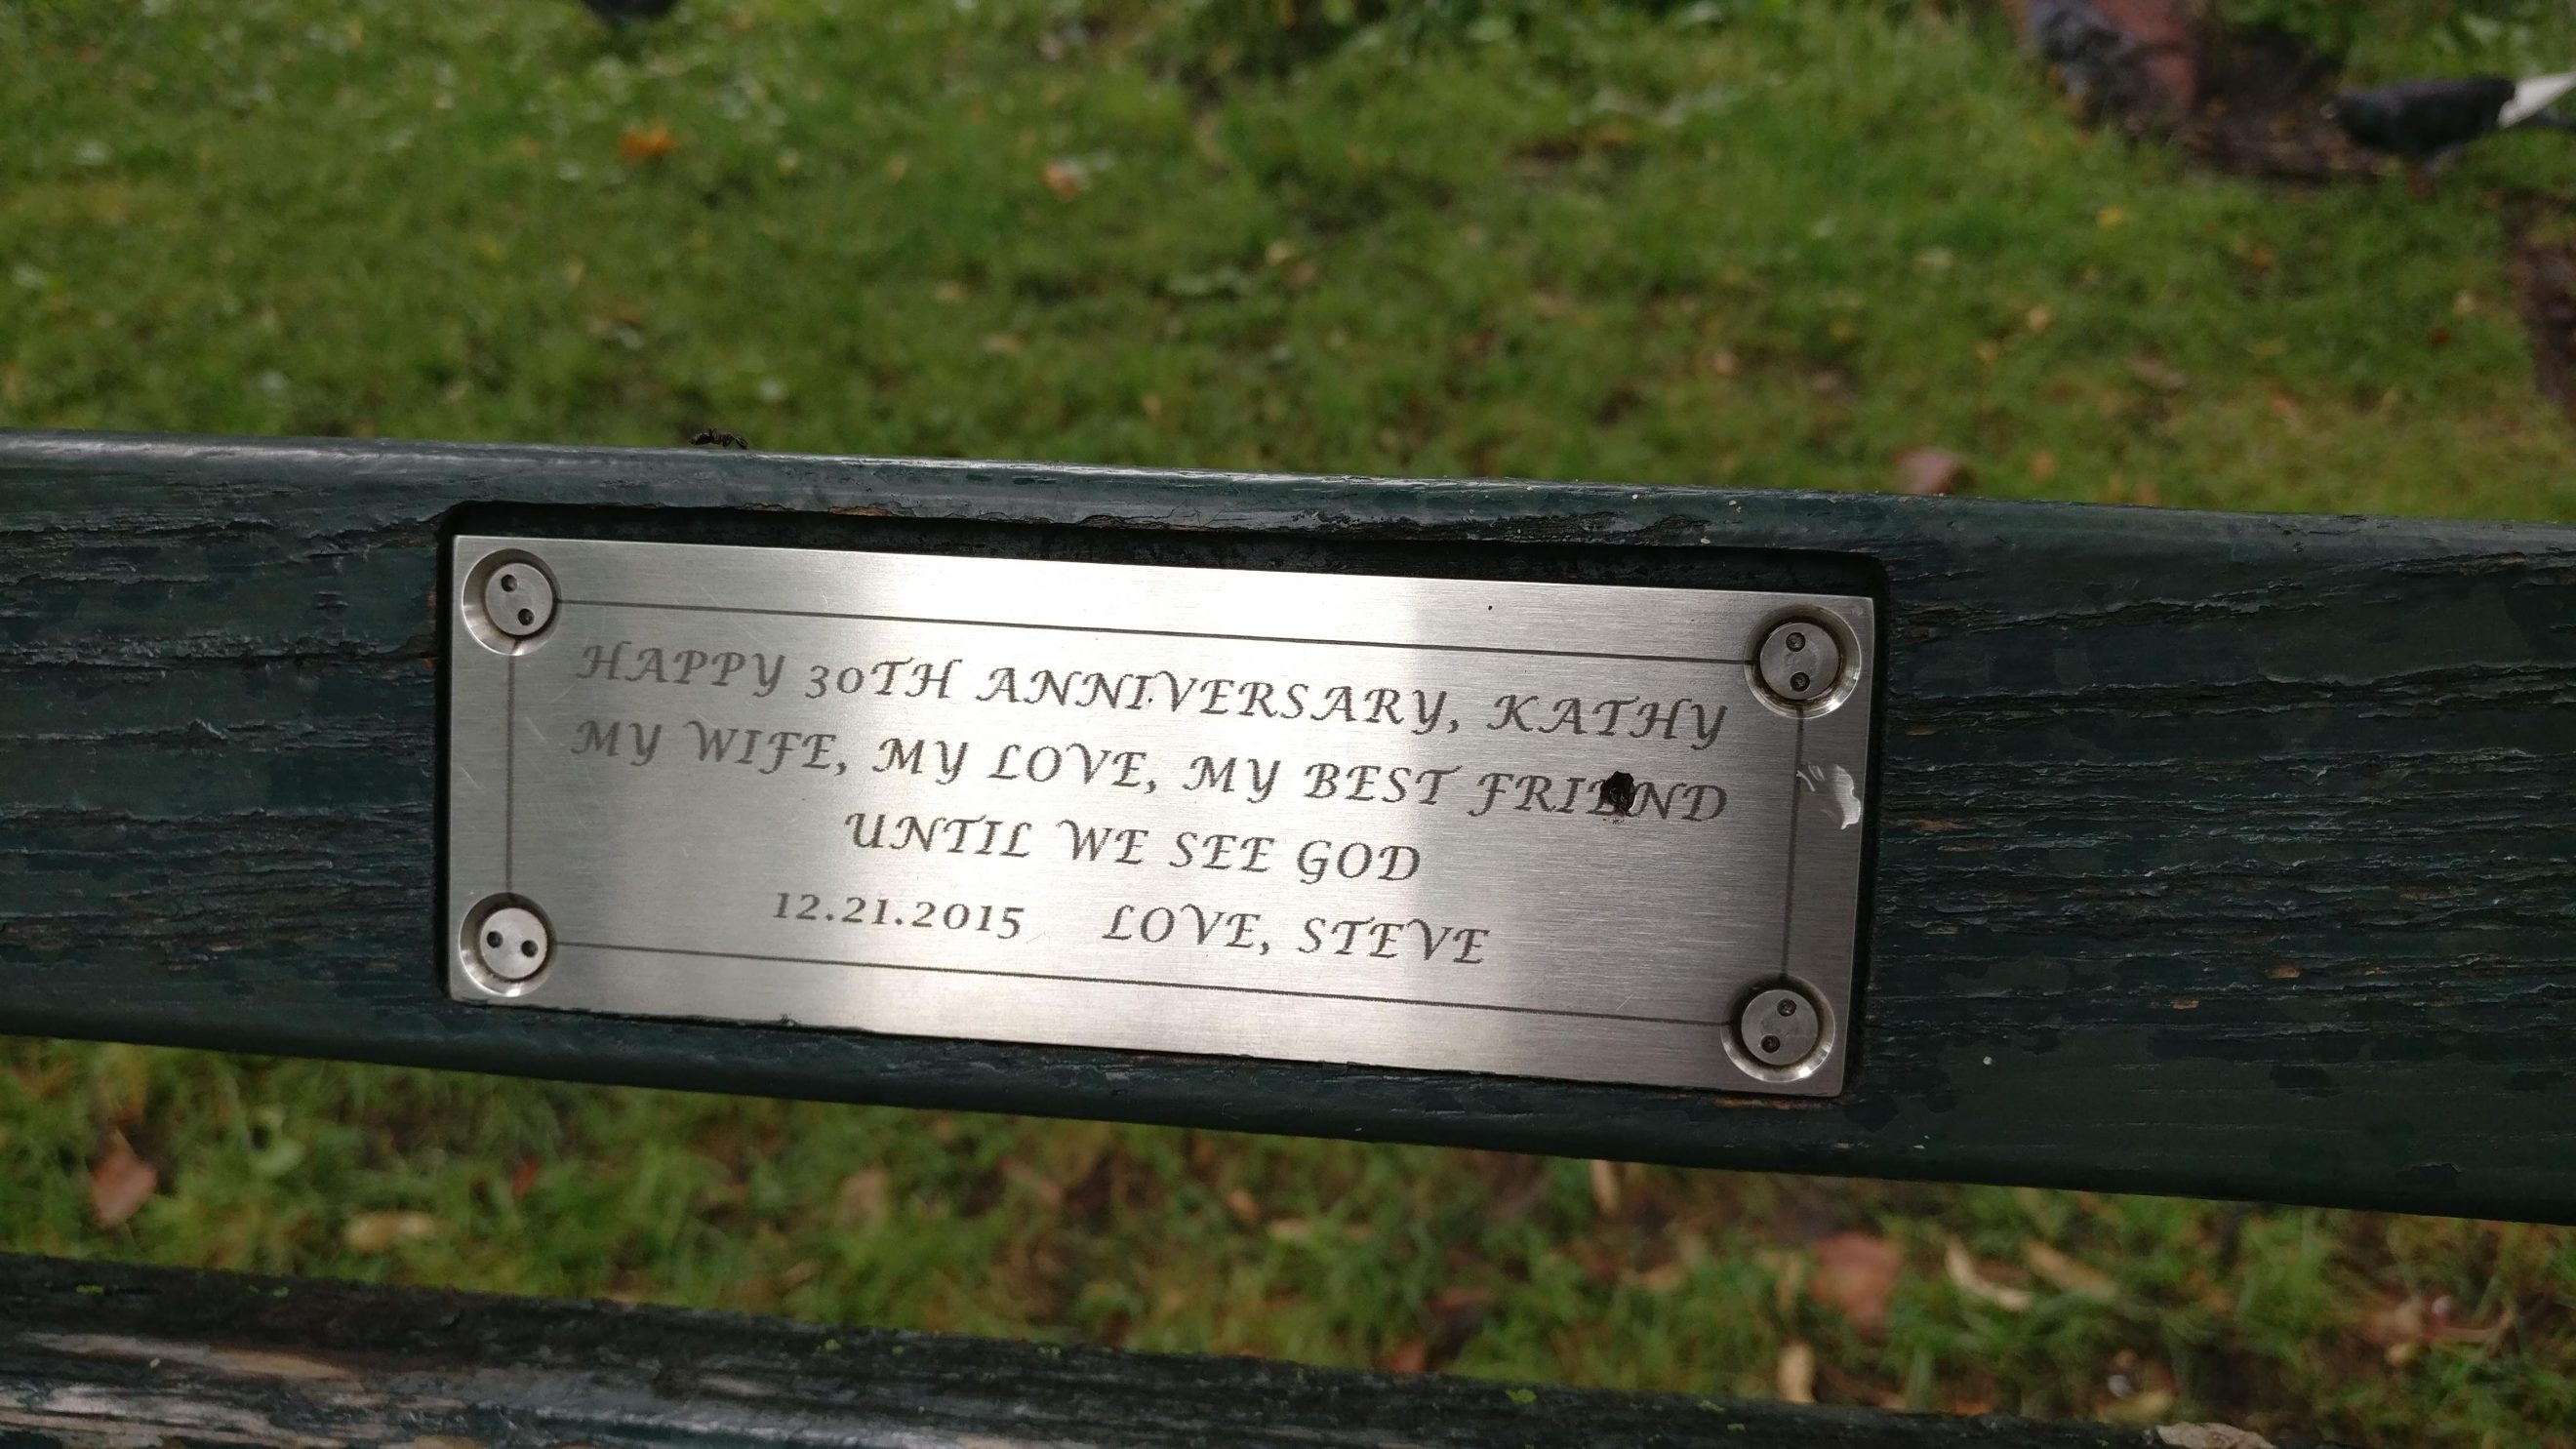 HAPPY 30TH ANNIVERSARY, KATHY
MY WIFE, MY LOVE, MY BEST FRIEND
UNTIL WE SEE GOD
12.21.2015 LOVE, STEVE